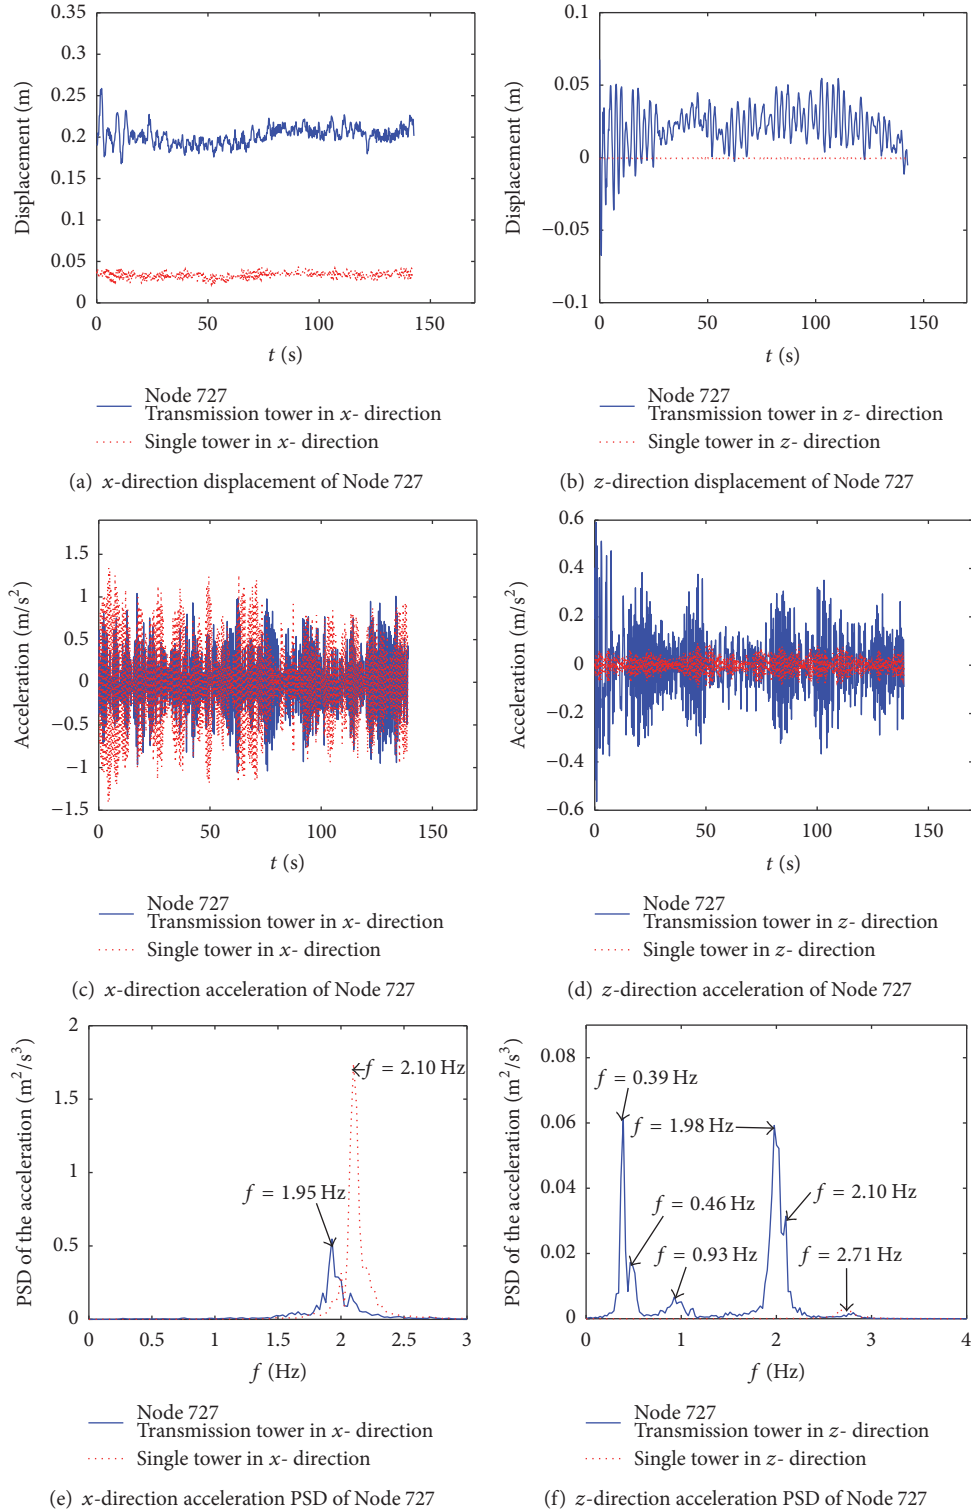 0.35
0.3
0.25
0.2
0.15
0.1
0.05
0
Displacement (m)
0 50 100 150
t (s)
Node 727
Transmission tower in x- direction
Single tower in x- direction
(a) x-direction displacement of Node 727
0.1
0.05
0
−0.05
−0.1
Displacement (m)
0 50 100 150
t (s)
Node 727
Transmission tower in z- direction
Single tower in z- direction
(b) z-direction displacement of Node 727
1.5
1
0.5
0
−0.5
−1
−1.5
Acceleration (m/s²)
0 50 100 150
t (s)
Node 727
Transmission tower in x- direction
Single tower in x- direction
(c) x-direction acceleration of Node 727
0.6
0.4
0.2
0
−0.2
−0.4
−0.6
Acceleration (m/s²)
0 50 100 150
t (s)
Node 727
Transmission tower in z- direction
Single tower in z- direction
(d) z-direction acceleration of Node 727
2
1.5
1
0.5
0
PSD of the acceleration (m²/s³)
f = 2.10 Hz
f = 1.95 Hz
0 0.5 1 1.5 2 2.5 3
f (Hz)
Node 727
Transmission tower in x- direction
Single tower in x- direction
(e) x-direction acceleration PSD of Node 727
0.08
0.06
0.04
0.02
0
PSD of the acceleration (m²/s³)
f = 0.39 Hz
f = 1.98 Hz
f = 2.10 Hz
f = 0.46 Hz
f = 0.93 Hz
f = 2.71 Hz
0 1 2 3 4
f (Hz)
Node 727
Transmission tower in z- direction
Single tower in z- direction
(f) z-direction acceleration PSD of Node 727